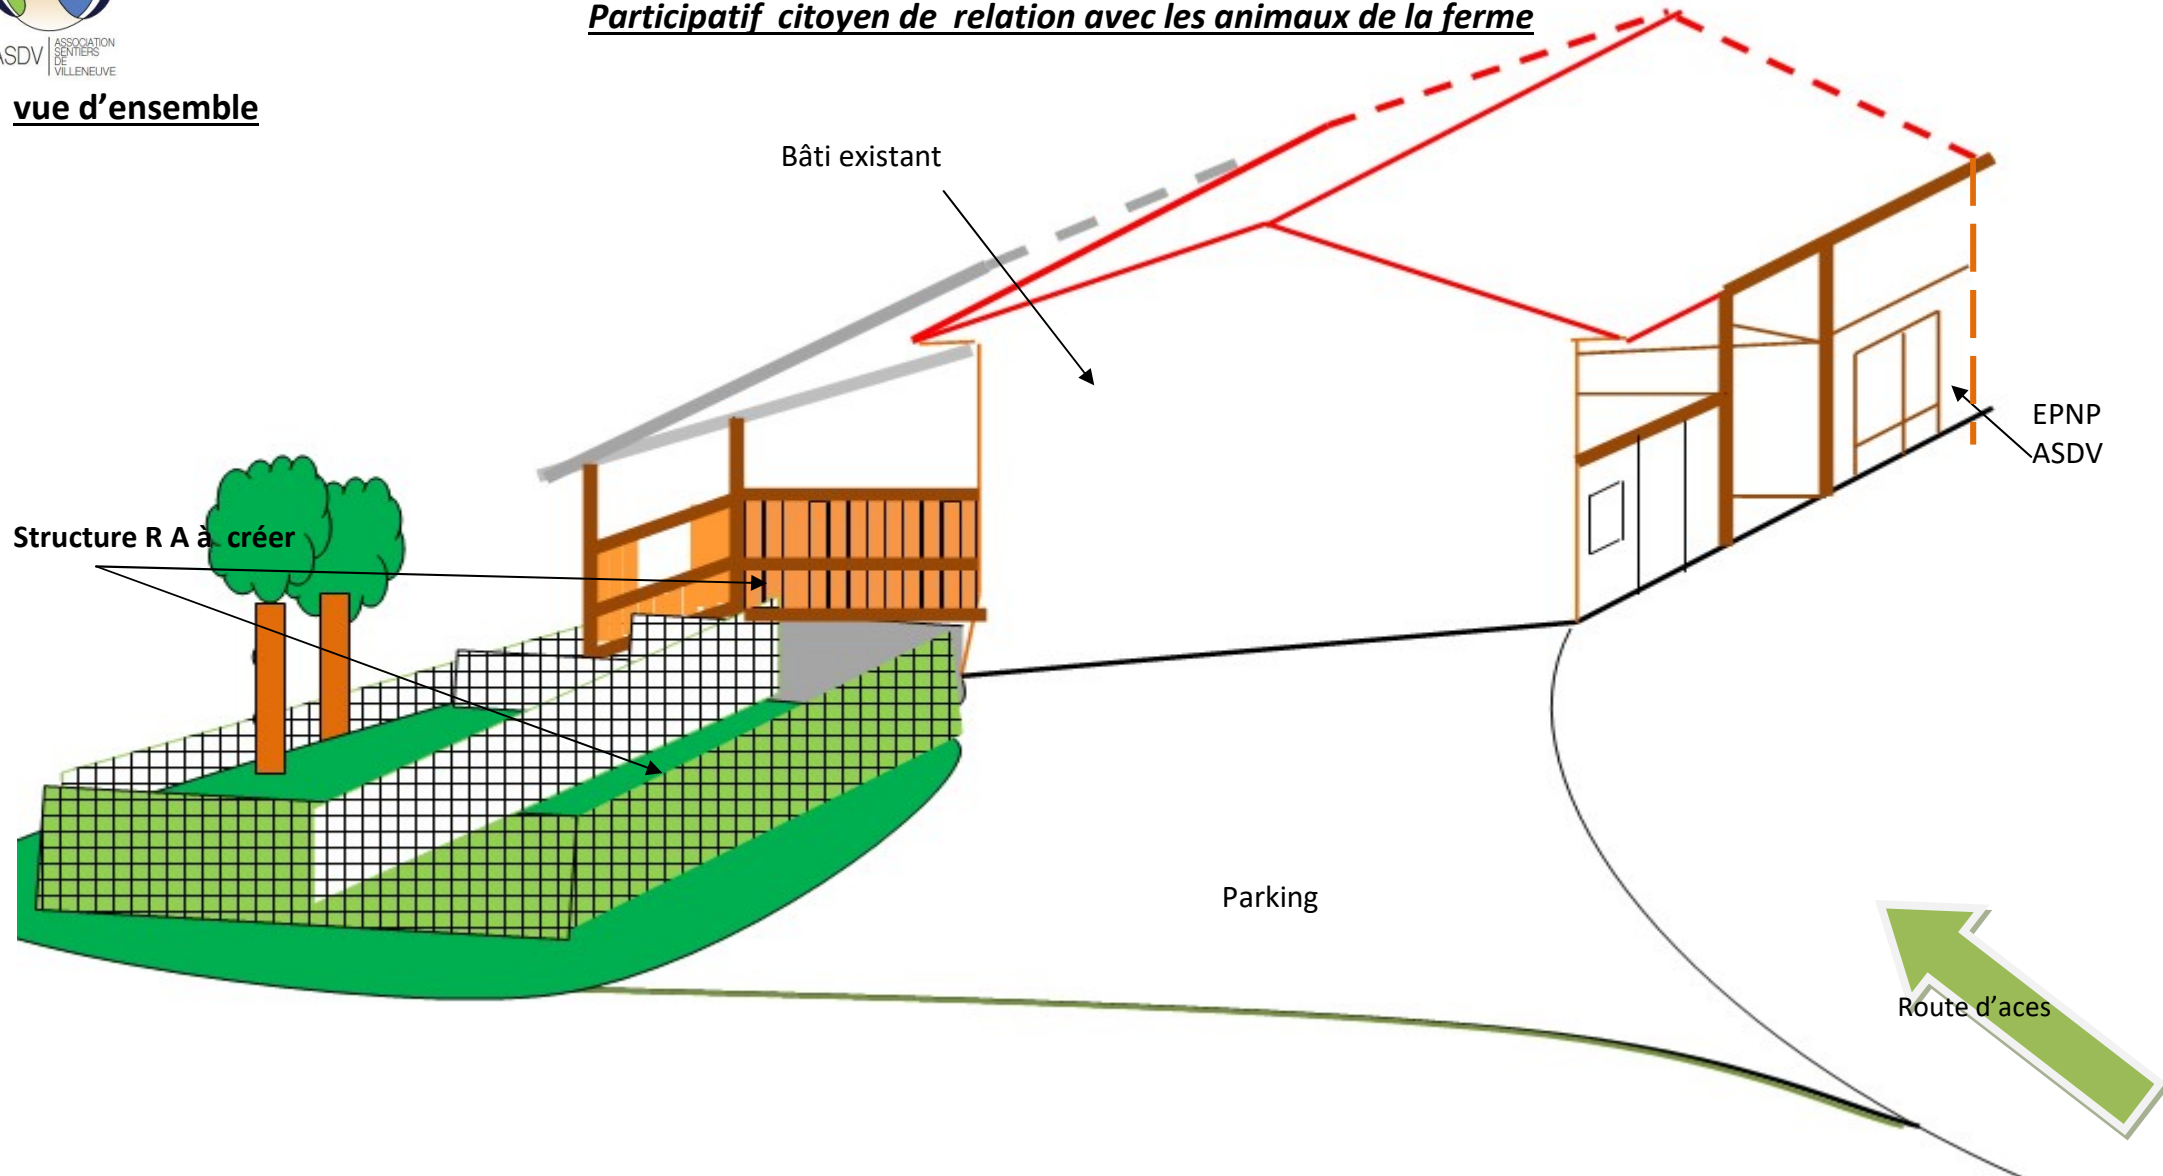 Participatif citoyen de relation avec les animaux de la ferme
ASDV
ASSOCIATION
SENTIERS
DE
VILLENEUVE
vue d’ensemble
Bâti existant
EPNP
ASDV
Structure R A à créer
Parking
Route d’aces